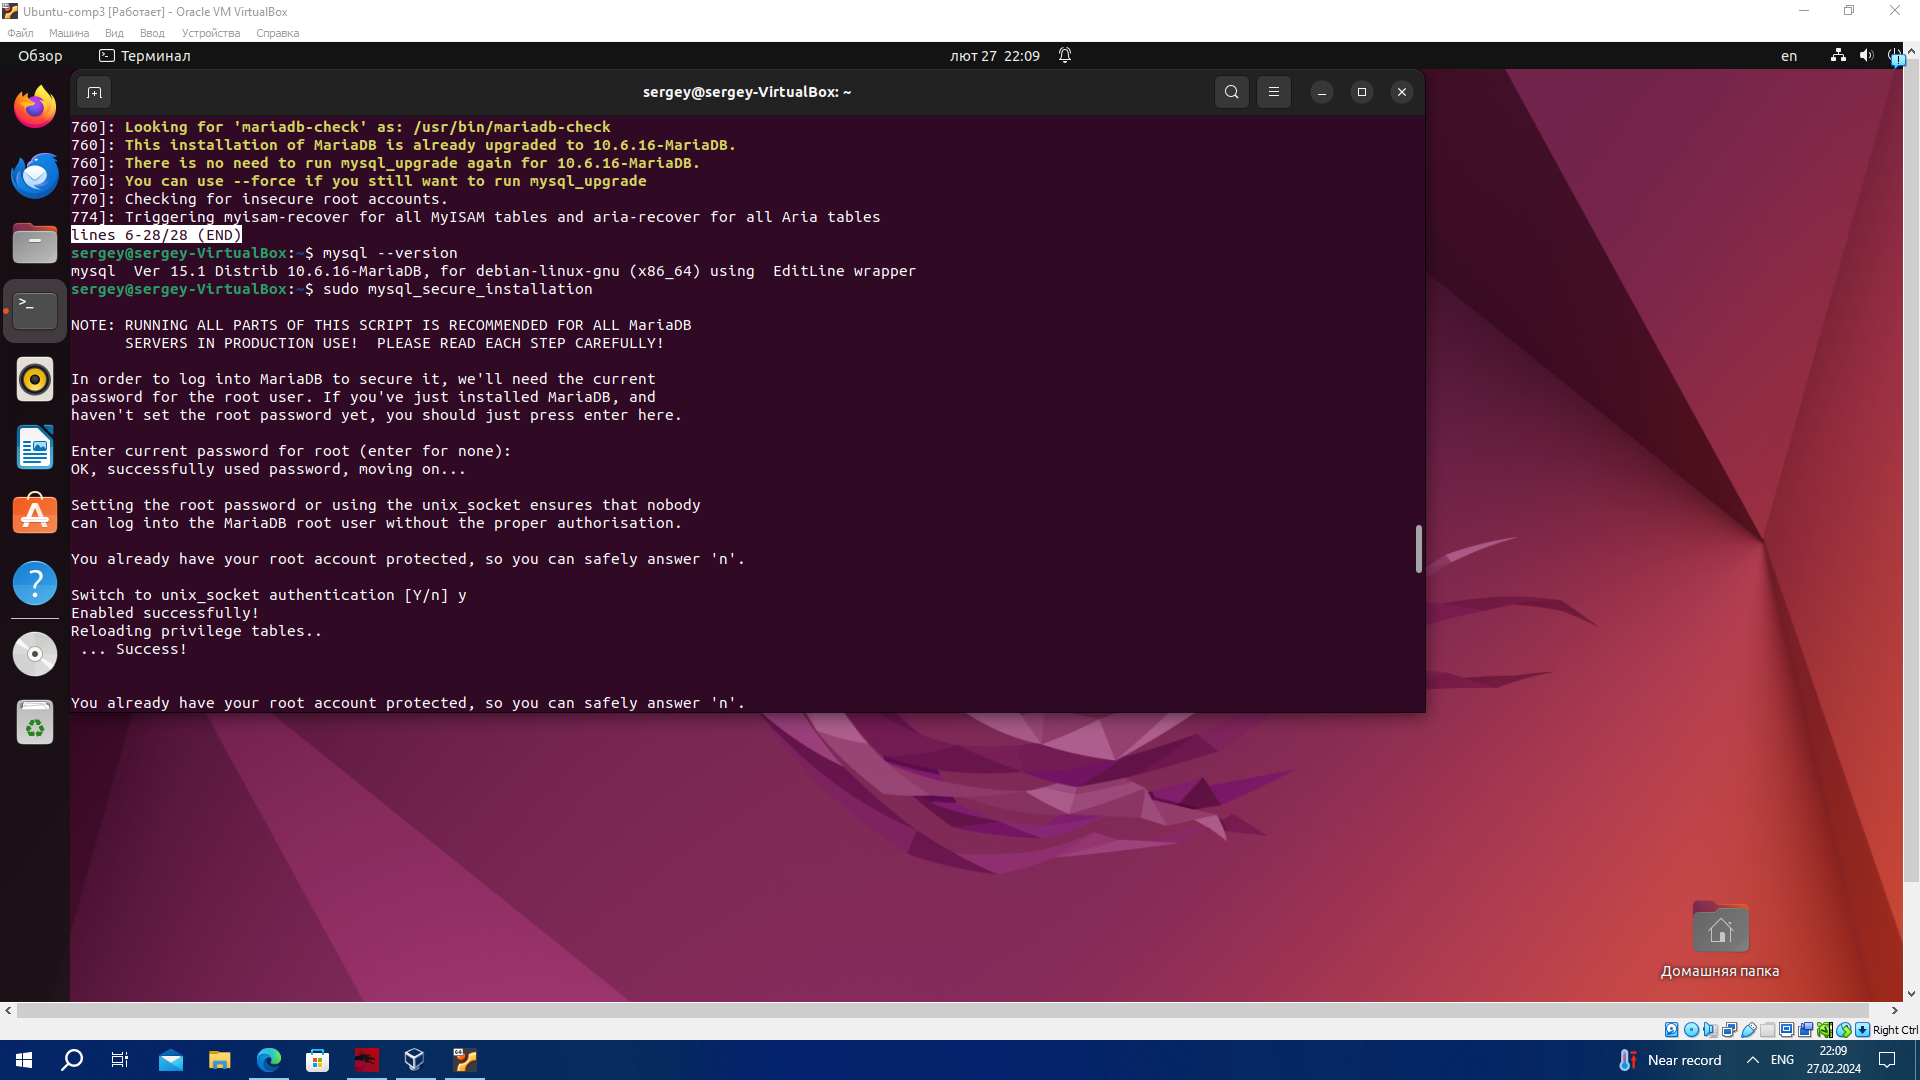 Ubuntu-comp3 [Работает] - Oracle VM VirtualBox
Файл Машина Вид Ввод Устройства Справка
Обзор Терминал лют 27 22:09 en
sergey@sergey-VirtualBox: ~
760]: Looking for 'mariadb-check' as: /usr/bin/mariadb-check
760]: This installation of MariaDB is already upgraded to 10.6.16-MariaDB.
760]: There is no need to run mysql_upgrade again for 10.6.16-MariaDB.
760]: You can use --force if you still want to run mysql_upgrade
770]: Checking for insecure root accounts.
774]: Triggering myisam-recover for all MyISAM tables and aria-recover for all Aria tables
lines 6-28/28 (END)
sergey@sergey-VirtualBox:~$ mysql --version
mysql  Ver 15.1 Distrib 10.6.16-MariaDB, for debian-linux-gnu (x86_64) using  EditLine wrapper
sergey@sergey-VirtualBox:~$ sudo mysql_secure_installation
NOTE: RUNNING ALL PARTS OF THIS SCRIPT IS RECOMMENDED FOR ALL MariaDB
SERVERS IN PRODUCTION USE!  PLEASE READ EACH STEP CAREFULLY!
In order to log into MariaDB to secure it, we'll need the current
password for the root user. If you've just installed MariaDB, and
haven't set the root password yet, you should just press enter here.
Enter current password for root (enter for none):
OK, successfully used password, moving on...
Setting the root password or using the unix_socket ensures that nobody
can log into the MariaDB root user without the proper authorisation.
You already have your root account protected, so you can safely answer 'n'.
Switch to unix_socket authentication [Y/n] y
Enabled successfully!
Reloading privilege tables..
... Success!
You already have your root account protected, so you can safely answer 'n'.
Домашняя папка
Right Ctrl
Near record ENG 22:09
27.02.2024